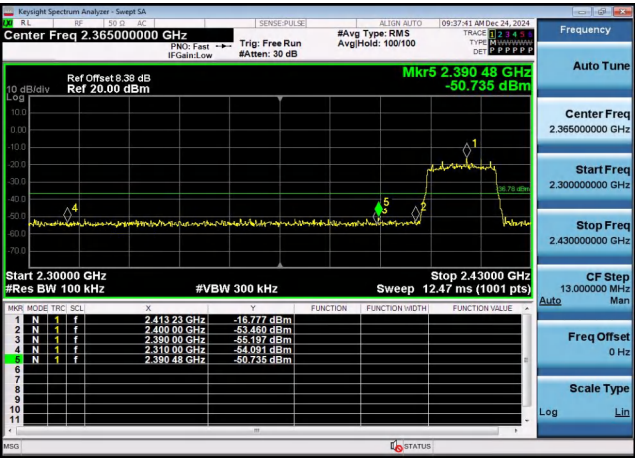 Keysight Spectrum Analyzer - Swept SA
RL RF 50 Ω AC SENSE:PULSE ALIGN AUTO 09:37:41 AM Dec 24, 2024
Center Freq 2.365000000 GHz
PNO: Fast
IFGain:Low
Trig: Free Run
#Atten: 30 dB
#Avg Type: RMS
Avg|Hold: 100/100
TRACE 1 2 3 4 5 6
TYPE M W W W W W
DET P P P P P P
Ref Offset 8.38 dB
10 dB/div Ref 20.00 dBm
Log
Mkr5 2.390 48 GHz
-50.735 dBm
10.0
0.00
-10.0
-20.0
-30.0
-40.0
-50.0
-60.0
-70.0
1
-36.78 dBm
4
5
3
2
Start 2.30000 GHz Stop 2.43000 GHz
#Res BW 100 kHz #VBW 300 kHz Sweep 12.47 ms (1001 pts)
MKR MODE TRC SCL X Y FUNCTION FUNCTION WIDTH FUNCTION VALUE
1 N 1 f 2.413 23 GHz -16.777 dBm
2 N 1 f 2.400 00 GHz -53.460 dBm
3 N 1 f 2.390 00 GHz -55.197 dBm
4 N 1 f 2.310 00 GHz -54.091 dBm
5 N 1 f 2.390 48 GHz -50.735 dBm
6
7
8
9
10
11
MSG STATUS
Frequency
Auto Tune
Center Freq
2.365000000 GHz
Start Freq
2.300000000 GHz
Stop Freq
2.430000000 GHz
CF Step
13.000000 MHz
Auto Man
Freq Offset
0 Hz
Scale Type
Log Lin